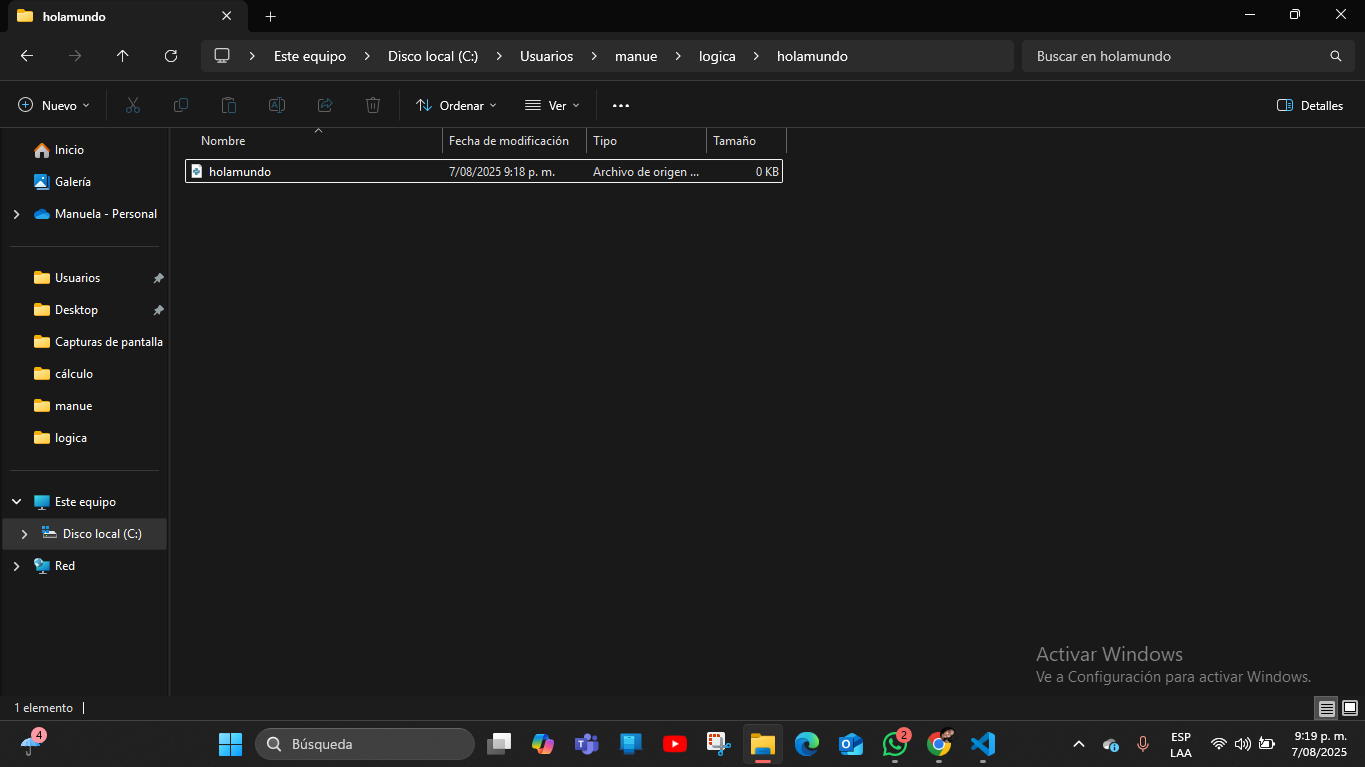 holamundo
Este equipo
Disco local (C:)
Usuarios
manue
logica
holamundo
Buscar en holamundo
Nuevo
Ordenar
Ver
Detalles
Nombre
Fecha de modificación
Tipo
Tamaño
holamundo
7/08/2025 9:18 p. m.
Archivo de origen ...
0 KB
Inicio
Galería
Manuela - Personal
Usuarios
Desktop
Capturas de pantalla
cálculo
manue
logica
Este equipo
Disco local (C:)
Red
Activar Windows
Ve a Configuración para activar Windows.
1 elemento
4
Búsqueda
2
ESP
LAA
9:19 p. m.
7/08/2025